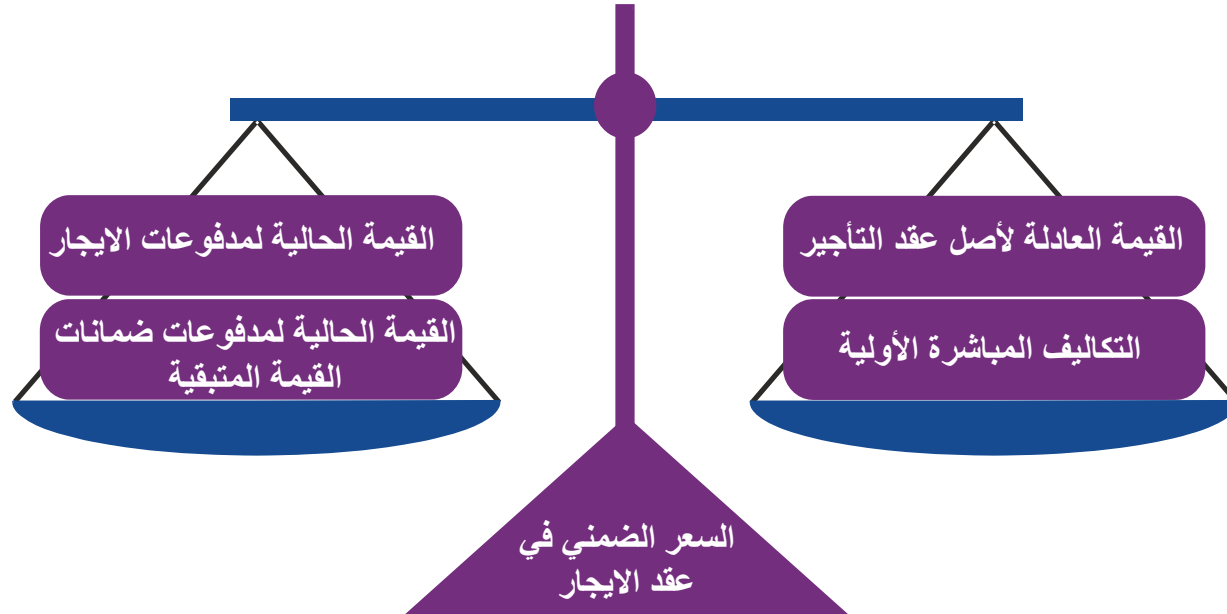 القيمة العادلة لأصل عقد التأجير
التكاليف المباشرة الأولية
القيمة الحالية لمدفوعات الايجار
القيمة الحالية لمدفوعات ضمانات
القيمة المتبقية
السعر الضمني في
عقد الايجار